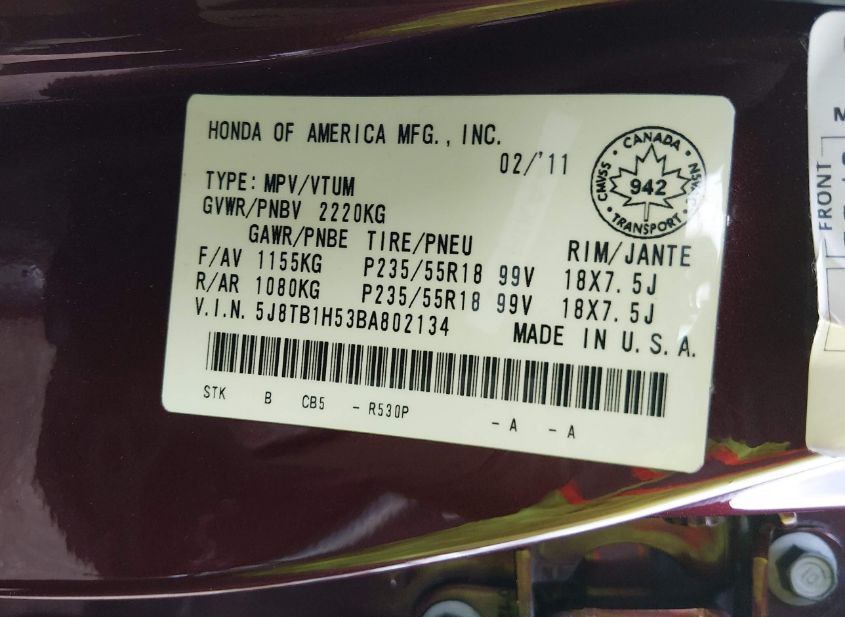 HONDA OF AMERICA MFG., INC.
02/'11
CANADA
CMVSS
942
TRANSPORT
TYPE: MPV/VTUM
GVWR/PNBV 2220KG
GAWR/PNBE TIRE/PNEU RIM/JANTE
F/AV 1155KG P235/55R18 99V 18X7.5J
R/AR 1080KG P235/55R18 99V 18X7.5J
V.I.N. 5J8TB1H53BA802134 MADE IN U.S.A.
STK B CB5 - R530P - A - A
FRONT